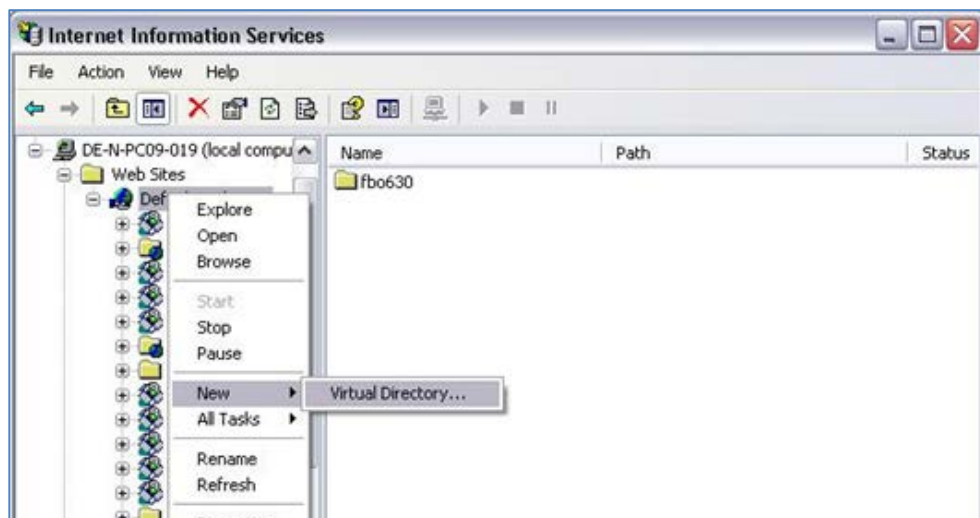 Internet Information Services
File Action View Help
DE-N-PC09-019 (local compu
Name Path Status
Web Sites
fbo630
Def
Explore
Open
Browse
Start
Stop
Pause
New
Virtual Directory...
All Tasks
Rename
Refresh